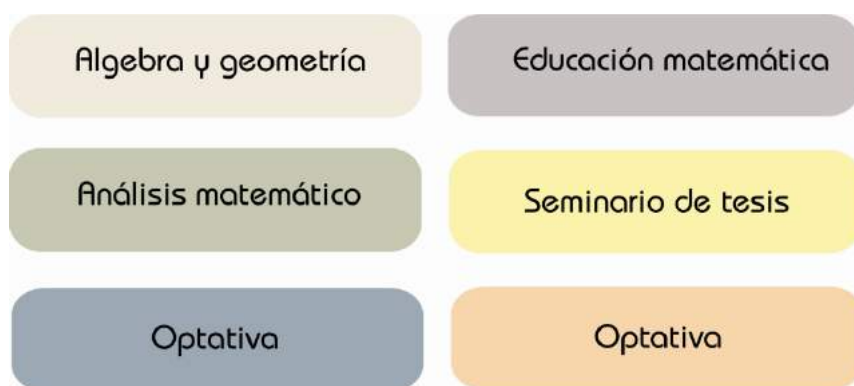 Algebra y geometría
Educación matemática
Análisis matemático
Seminario de tesis
Optativa
Optativa